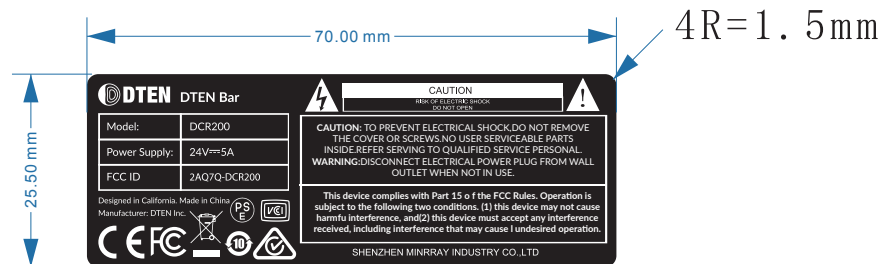 70.00 mm
4R=1. 5mm
25.50 mm
DTEN DTEN Bar
Model: DCR200
Power Supply: 24V⎓5A
FCC ID 2AQ7Q-DCR200
Designed in California. Made in China
Manufacturer: DTEN Inc.
PS
E
VCI
CE FC
10
CAUTION
RISK OF ELECTRIC SHOCK
DO NOT OPEN
!
CAUTION: TO PREVENT ELECTRICAL SHOCK,DO NOT REMOVE
THE COVER OR SCREWS.NO USER SERVICEABLE PARTS
INSIDE.REFER SERVING TO QUALIFIED SERVICE PERSONAL.
WARNING:DISCONNECT ELECTRICAL POWER PLUG FROM WALL
OUTLET WHEN NOT IN USE.
This device complies with Part 15 o f the FCC Rules. Operation is
subject to the following two conditions. (1) this device may not cause
harmfu interference, and(2) this device must accept any interference
received, including interference that may cause l undesired operation.
SHENZHEN MINRRAY INDUSTRY CO.,LTD